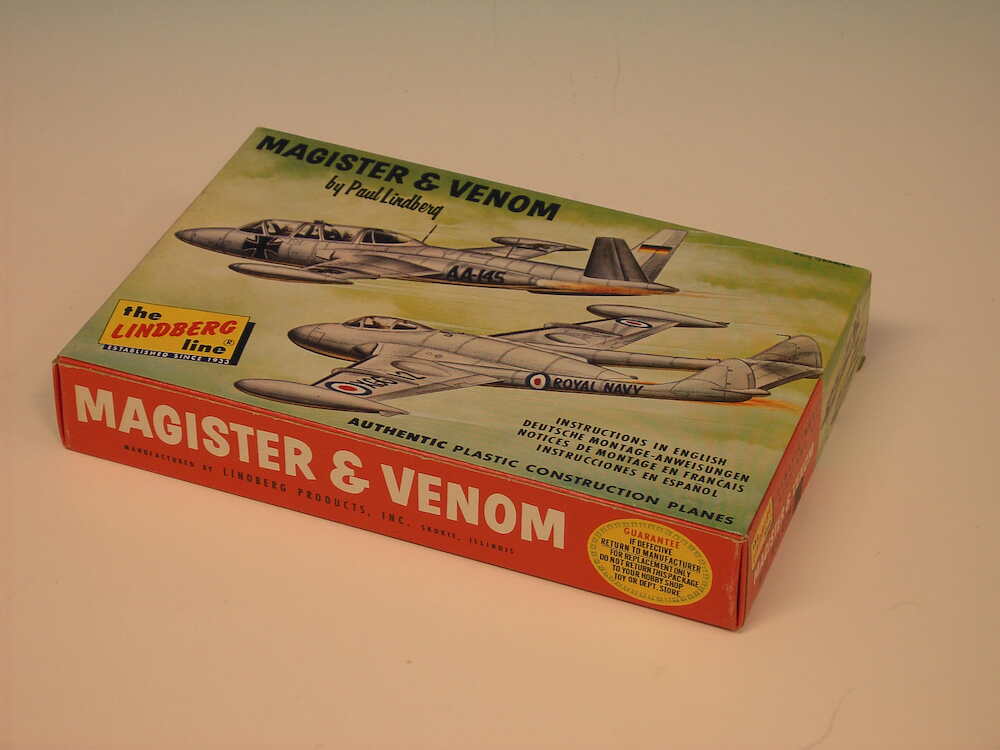 MAGISTER & VENOM
by Paul Lindberg
AA-145
the
LINDBERG
line®
ESTABLISHED SINCE 1933
ROYAL NAVY
INSTRUCTIONS IN ENGLISH
DEUTSCHE MONTAGE-ANWEISUNGEN
NOTICES DE MONTAGE EN FRANCAIS
INSTRUCCIONES EN ESPAÑOL
AUTHENTIC PLASTIC CONSTRUCTION PLANES
MAGISTER & VENOM
MANUFACTURED BY LINDBERG PRODUCTS, INC. SKOKIE, ILLINOIS
GUARANTEE
IF DEFECTIVE
RETURN TO MANUFACTURER
FOR REPLACEMENT ONLY
DO NOT RETURN THIS PACKAGE
TO YOUR HOBBY SHOP
TOY OR DEPT. STORE